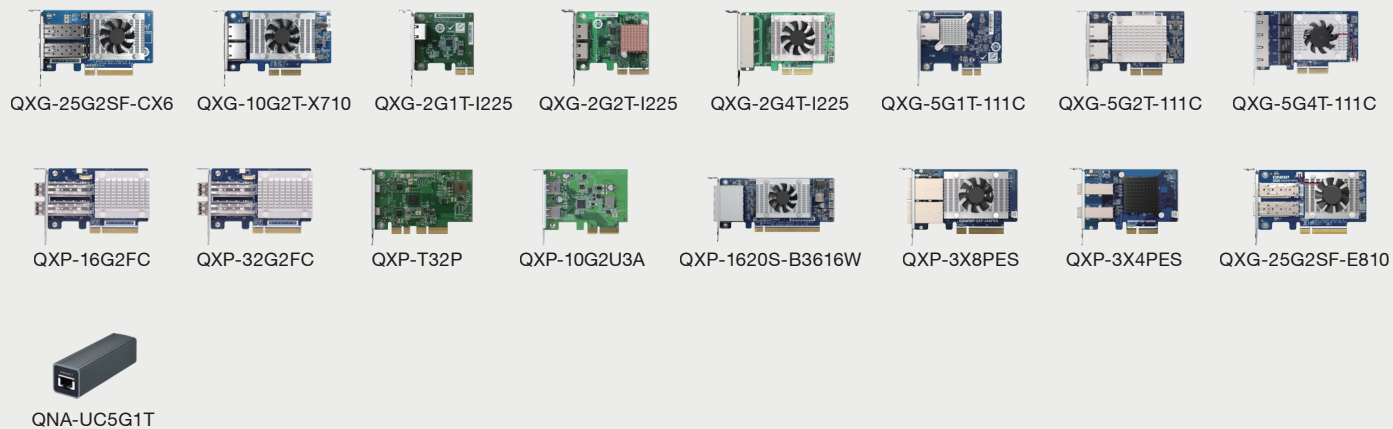 QXG-25G2SF-CX6 QXG-10G2T-X710 QXG-2G1T-I225 QXG-2G2T-I225 QXG-2G4T-I225 QXG-5G1T-111C QXG-5G2T-111C QXG-5G4T-111C
QXP-16G2FC QXP-32G2FC QXP-T32P QXP-10G2U3A QXP-1620S-B3616W QXP-3X8PES QXP-3X4PES QXG-25G2SF-E810
QNA-UC5G1T